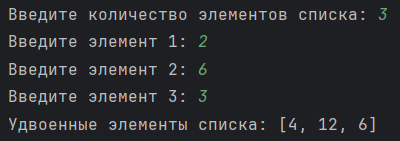 Введите количество элементов списка: 3
Введите элемент 1: 2
Введите элемент 2: 6
Введите элемент 3: 3
Удвоенные элементы списка: [4, 12, 6]